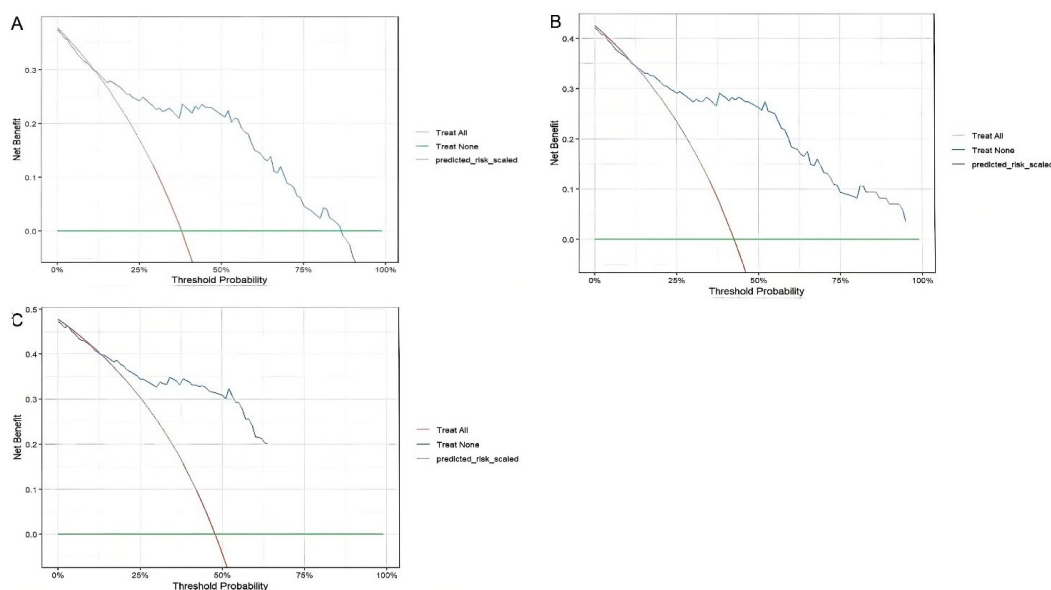 A
Net Benefit
0.3
0.2
0.1
0.0
0%
25%
50%
75%
100%
Threshold Probability
Treat All
Treat None
predicted_risk_scaled
B
Net Benefit
0.4
0.3
0.2
0.1
0.0
0%
25%
50%
75%
100%
Threshold Probability
Treat All
Treat None
predicted_risk_scaled
C
Net Benefit
0.5
0.4
0.3
0.2
0.1
0.0
0%
25%
50%
75%
100%
Threshold Probability
Treat All
Treat None
predicted_risk_scaled